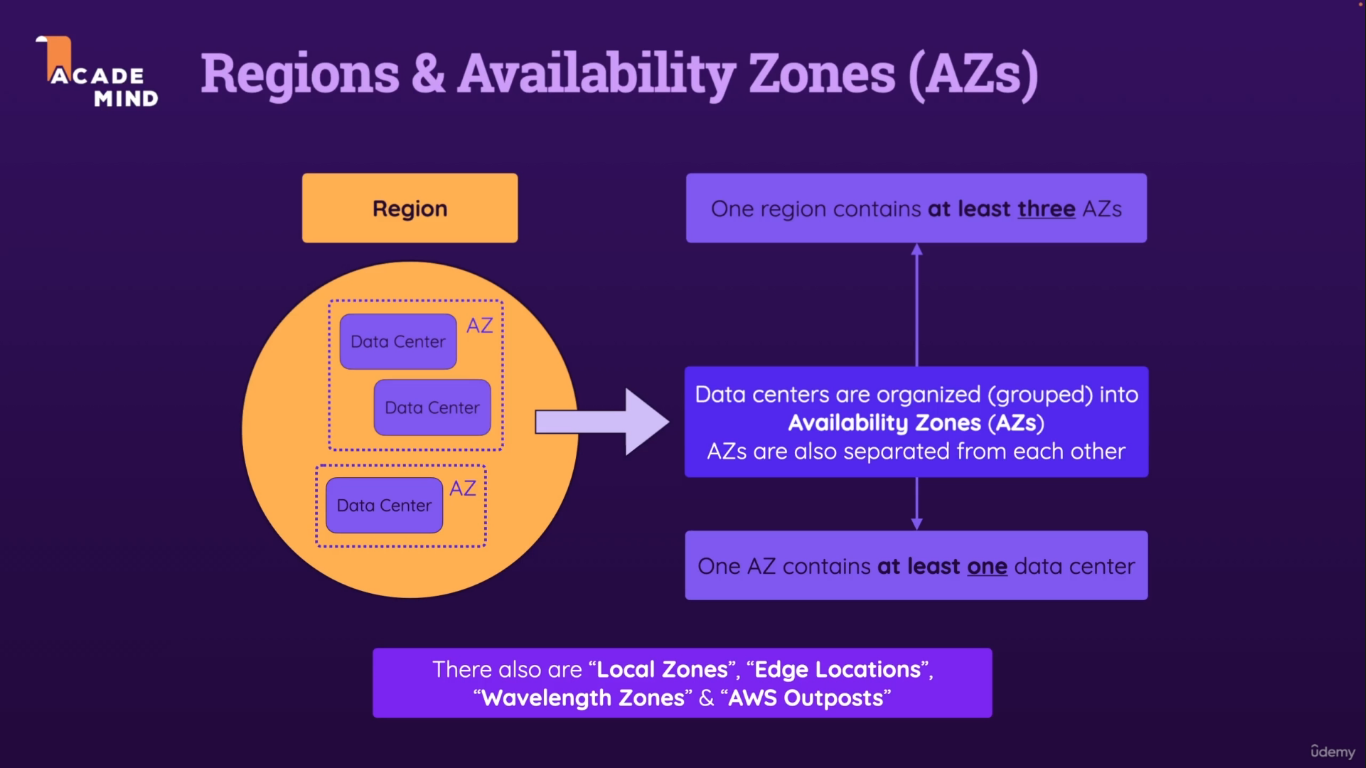 ACADE
MIND
Regions & Availability Zones (AZs)
Region
One region contains at least three AZs
AZ
Data Center
Data Center
AZ
Data Center
Data centers are organized (grouped) into
Availability Zones (AZs)
AZs are also separated from each other
One AZ contains at least one data center
There also are “Local Zones”, “Edge Locations”,
“Wavelength Zones” & “AWS Outposts”
udemy